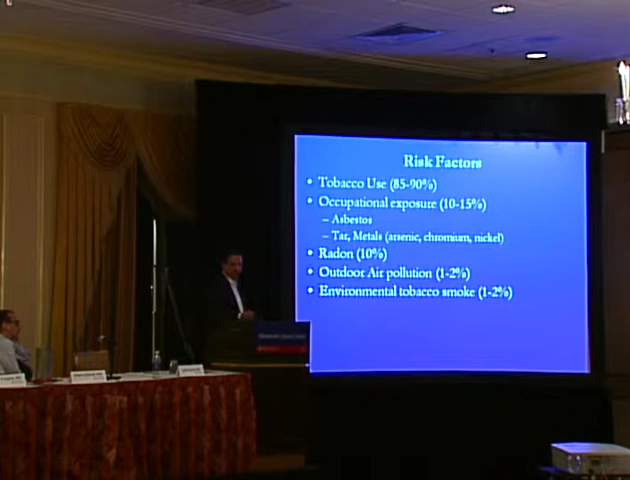 Risk Factors
• Tobacco Use (85-90%)
• Occupational exposure (10-15%)
– Asbestos
– Tar, Metals (arsenic, chromium, nickel)
• Radon (10%)
• Outdoor Air pollution (1-2%)
• Environmental tobacco smoke (1-2%)